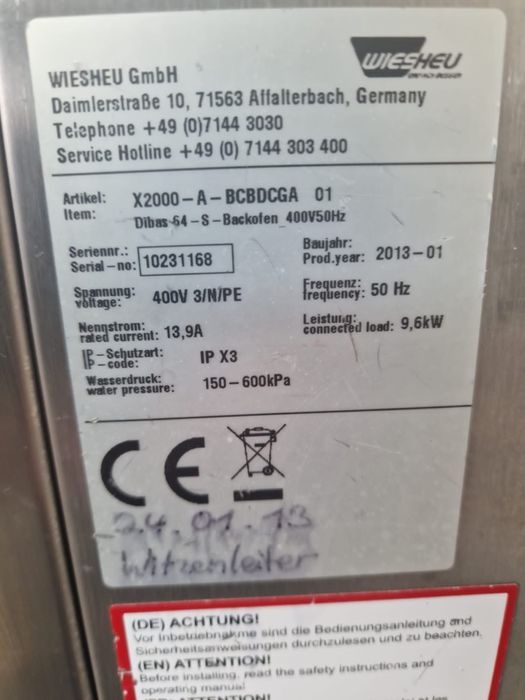 WIESHEU
WIESHEU GmbH
Daimlerstraße 10, 71563 Affalterbach, Germany
Telephone +49 (0)7144 3030
Service Hotline +49 (0) 7144 303 400
Artikel: X2000-A-BCBDCGA 01
Item: Dibas 64-S-Backofen_400V50Hz
Seriennr.: Baujahr:
Serial-no: 10231168 Prod.year: 2013-01
Spannung: Frequenz:
voltage: 400V 3/N/PE frequency: 50 Hz
Nennstrom: Leistung:
rated current: 13,9A connected load: 9,6kW
IP-Schutzart:
IP-code: IP X3
Wasserdruck:
water pressure: 150-600kPa
CE
24.01.13
Witzenleiter
(DE) ACHTUNG!
Vor Inbetriebnahme sind die Bedienungsanleitung und
Sicherheitsanweisungen durchzulesen und zu beachten.
(EN) ATTENTION!
Before installing, read the safety instructions and
operating manual